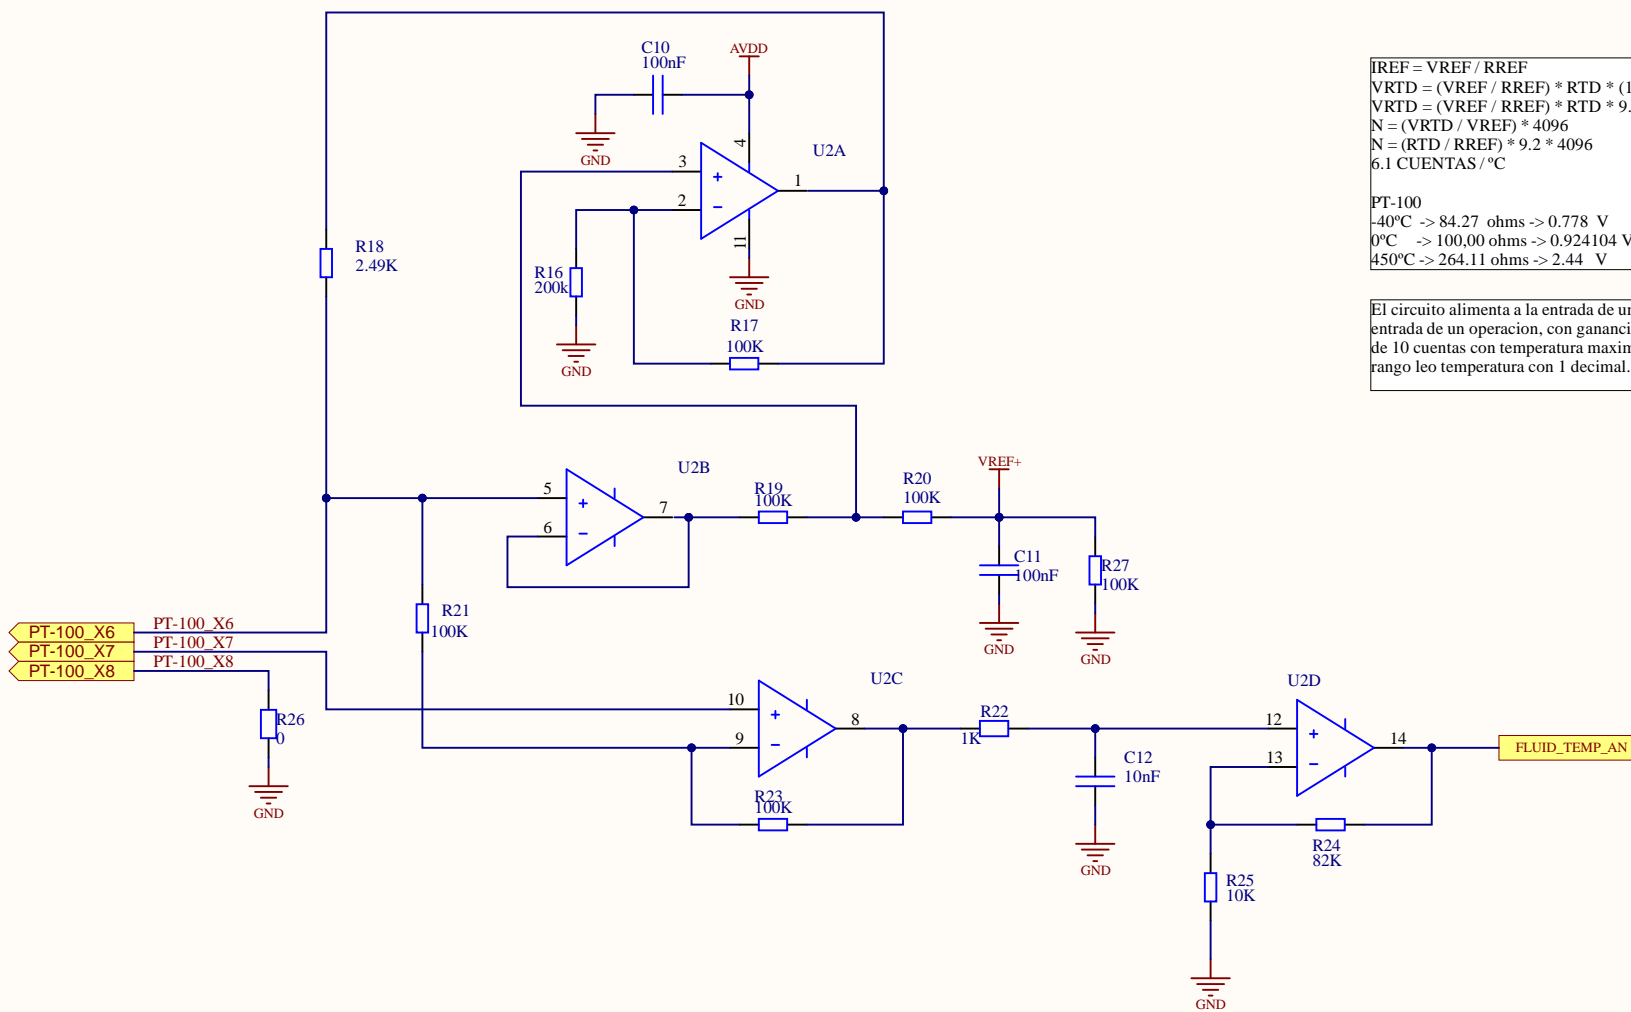 C10
100nF
AVDD
GND
4
3
2
1
11
U2A
GND
R16
200k
GND
R17
100K
R18
2.49K
IREF = VREF / RREF
VRTD = (VREF / RREF) * RTD * (1
VRTD = (VREF / RREF) * RTD * 9.
N = (VRTD / VREF) * 4096
N = (RTD / RREF) * 9.2 * 4096
6.1 CUENTAS / ºC
PT-100
-40ºC -> 84.27 ohms -> 0.778 V
0ºC -> 100,00 ohms -> 0.924104 V
450ºC -> 264.11 ohms -> 2.44 V
El circuito alimenta a la entrada de un
entrada de un operacion, con gananci
de 10 cuentas con temperatura maxim
rango leo temperatura con 1 decimal.
U2B
5
6
7
R19
100K
R20
100K
VREF+
C11
100nF
GND
R27
100K
GND
R21
100K
PT-100_X6
PT-100_X7
PT-100_X8
PT-100_X6
PT-100_X7
PT-100_X8
R26
0
GND
U2C
10
9
8
R23
100K
R22
1K
C12
10nF
GND
U2D
12
13
14
FLUID_TEMP_AN
R24
82K
R25
10K
GND